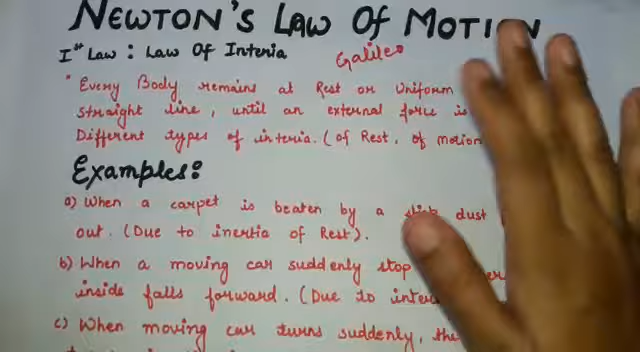 NEWTON'S LAW OF MOTION
Ist LAW : LAW OF Interia
Galileo
" Every Body remains at Rest or Uniform
straight line, until an external force is
Different types of interia. ( of Rest, of motion
Examples:
a) When a carpet is beaten by a stick dust
out. (Due to inertia of Rest).
b) When a moving car suddenly stop
inside falls forward. (Due to
c) When moving car turns suddenly, the